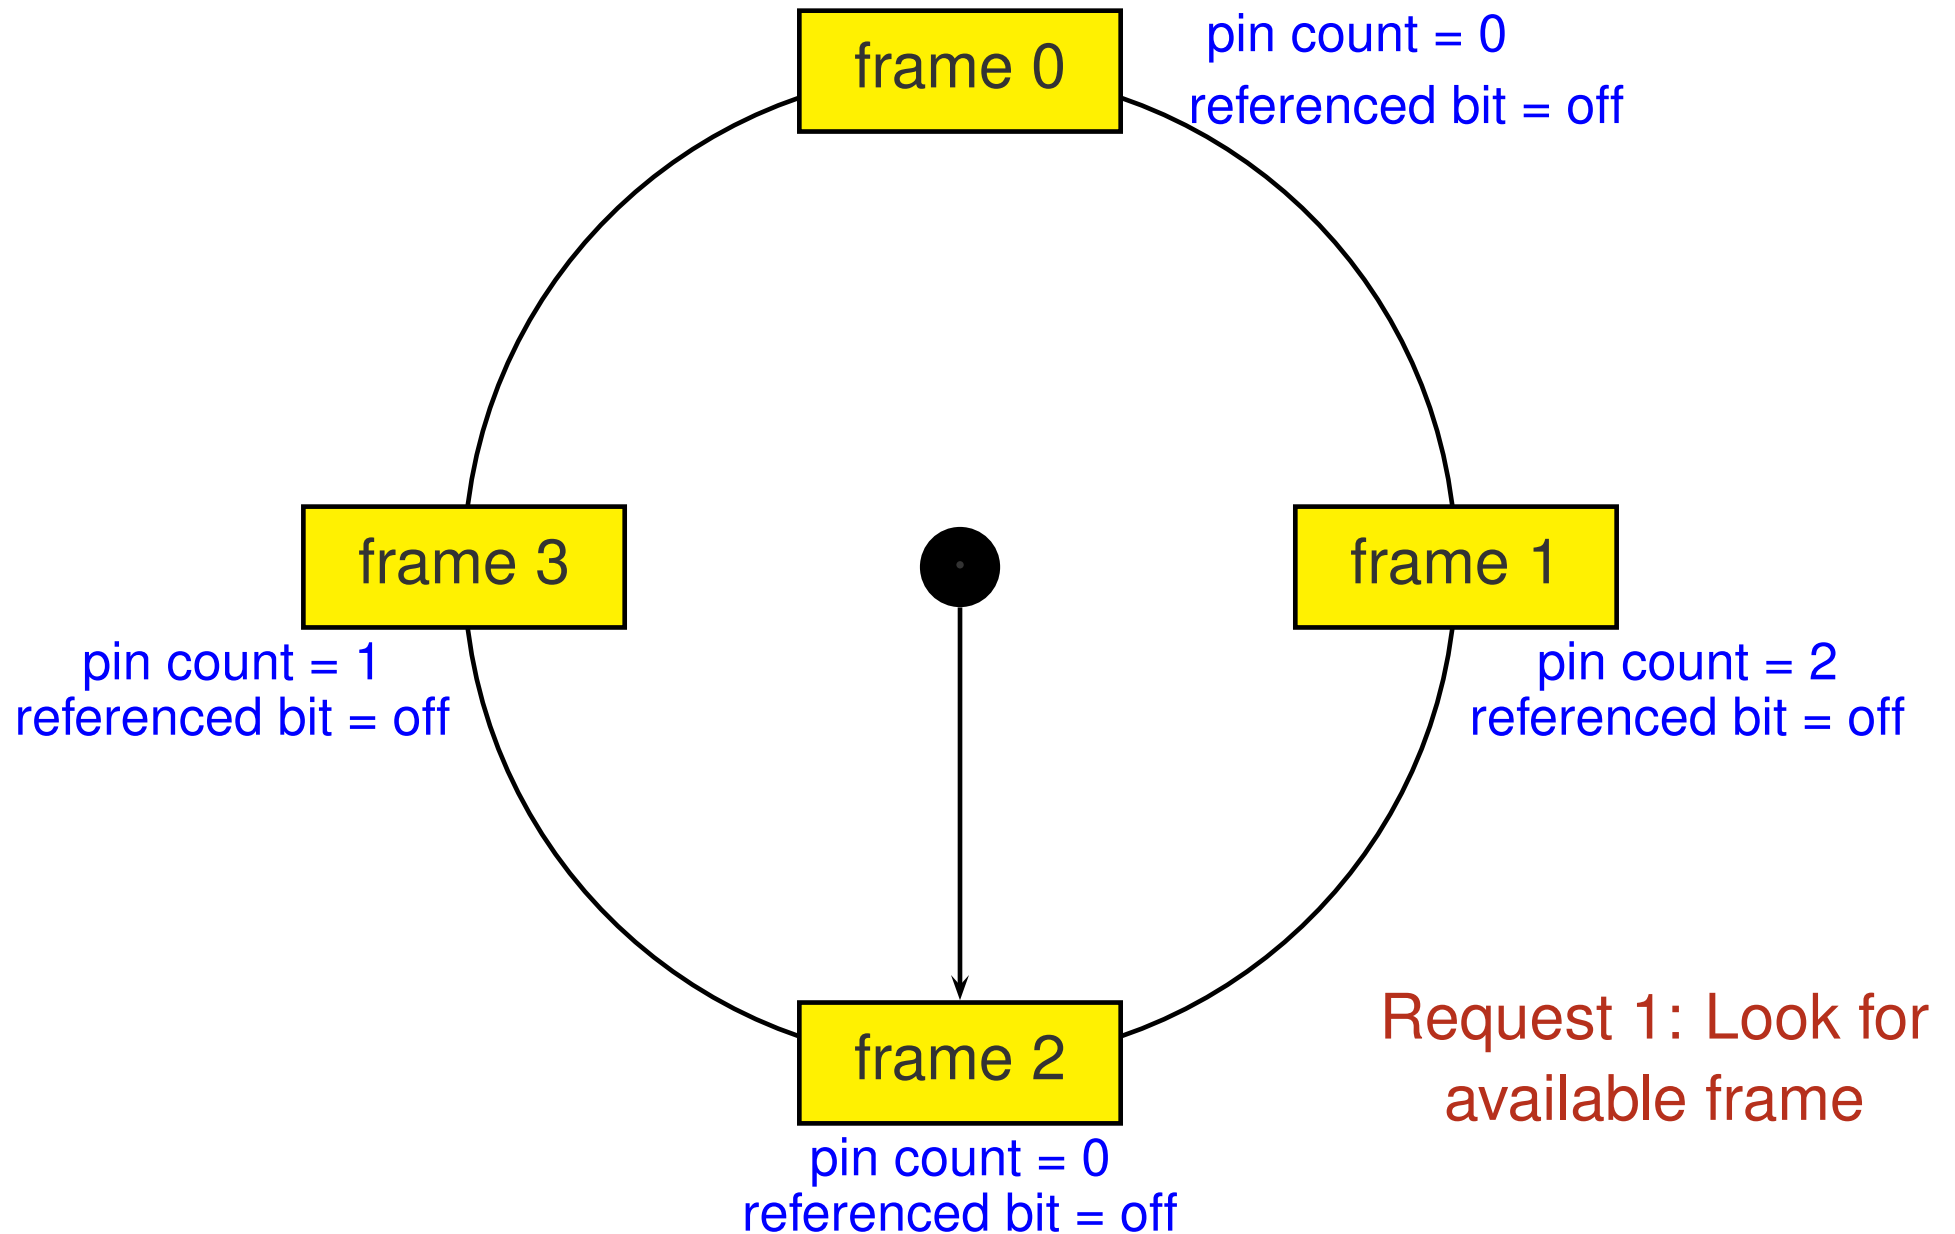 frame 0
pin count = 0
referenced bit = off
frame 3
pin count = 1
referenced bit = off
frame 1
pin count = 2
referenced bit = off
frame 2
pin count = 0
referenced bit = off
Request 1: Look for
available frame